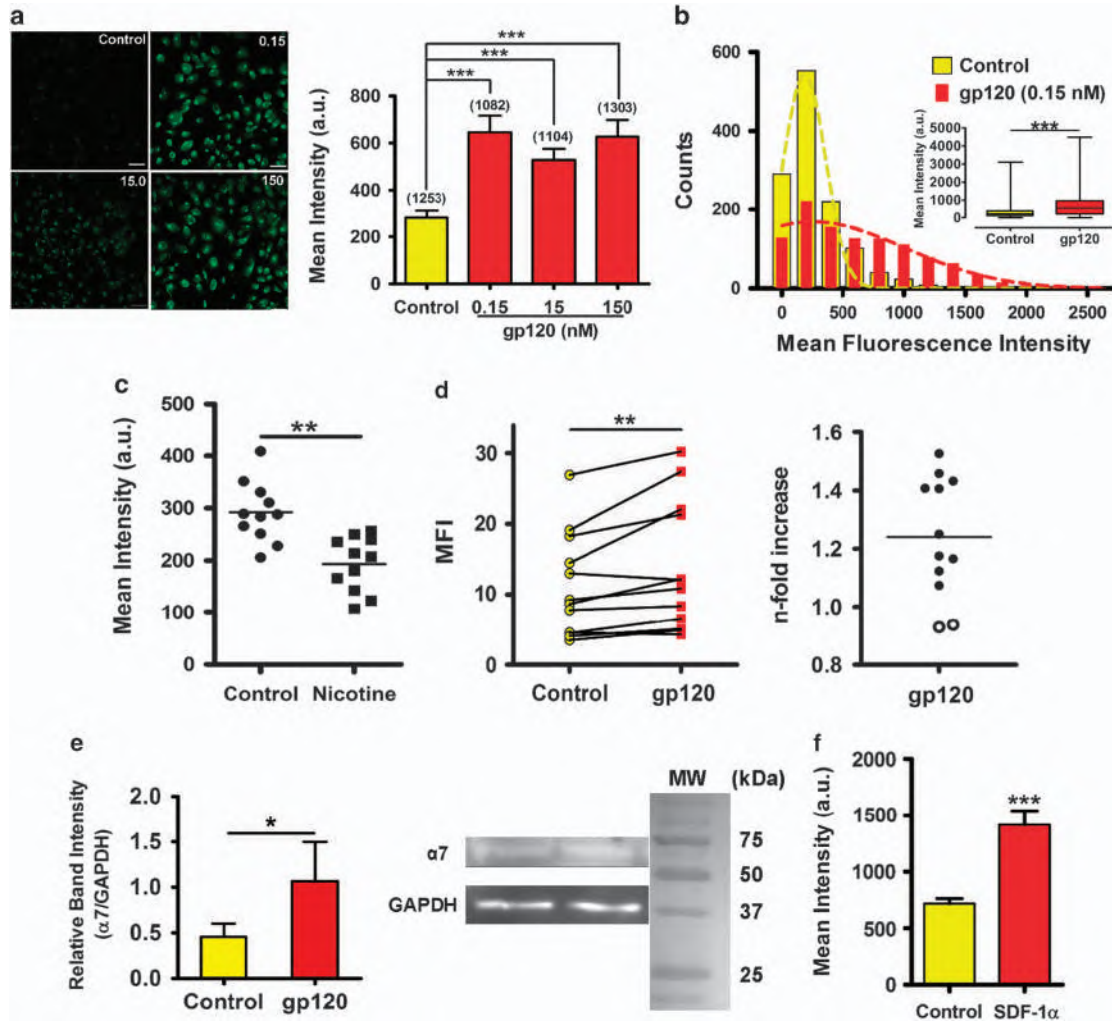 a
Control
0.15
15.0
150
Mean Intensity (a.u.)
800
600
400
200
0
***
***
***
(1253)
(1082)
(1104)
(1303)
Control
0.15
15
150
gp120 (nM)
b
Counts
600
400
200
0
Control
gp120 (0.15 nM)
Mean Intensity (a.u.)
5000
4000
3000
2000
1000
0
***
Control
gp120
0
500
1000
1500
2000
2500
Mean Fluorescence Intensity
c
Mean Intensity (a.u.)
500
400
300
200
100
0
**
Control
Nicotine
d
MFI
30
20
10
0
**
Control
gp120
n-fold increase
1.6
1.4
1.2
1.0
0.8
gp120
e
Relative Band Intensity
(α7/GAPDH)
2.0
1.5
1.0
0.5
0.0
*
Control
gp120
α7
GAPDH
MW
(kDa)
75
50
37
25
f
Mean Intensity (a.u.)
2000
1500
1000
500
0
***
Control
SDF-1α